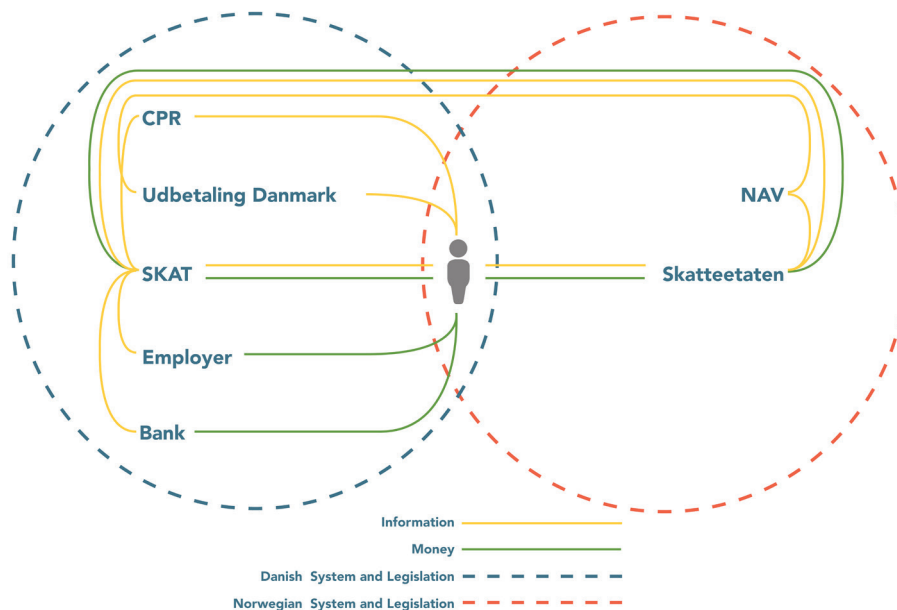 CPR
Udbetaling Danmark
NAV
SKAT
Skatteetaten
Employer
Bank
Information
Money
Danish System and Legislation
Norwegian System and Legislation